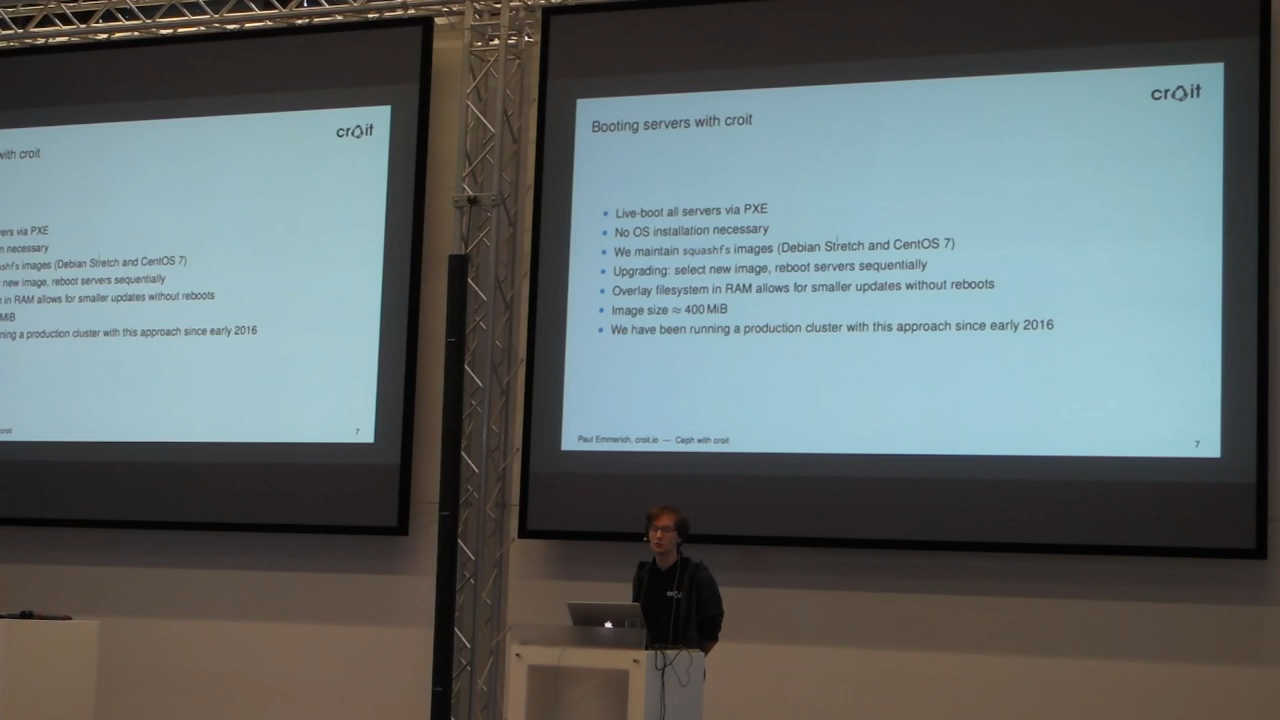 croit
with croit
ers via PXE
n necessary
shfs images (Debian Stretch and CentOS 7)
new image, reboot servers sequentially
in RAM allows for smaller updates without reboots
MiB
ning a production cluster with this approach since early 2016
croit
7
croit
Booting servers with croit
• Live-boot all servers via PXE
• No OS installation necessary
• We maintain squashfs images (Debian Stretch and CentOS 7)
• Upgrading: select new image, reboot servers sequentially
• Overlay filesystem in RAM allows for smaller updates without reboots
• Image size ≈ 400 MiB
• We have been running a production cluster with this approach since early 2016
Paul Emmerich, croit.io — Ceph with croit
7
croit